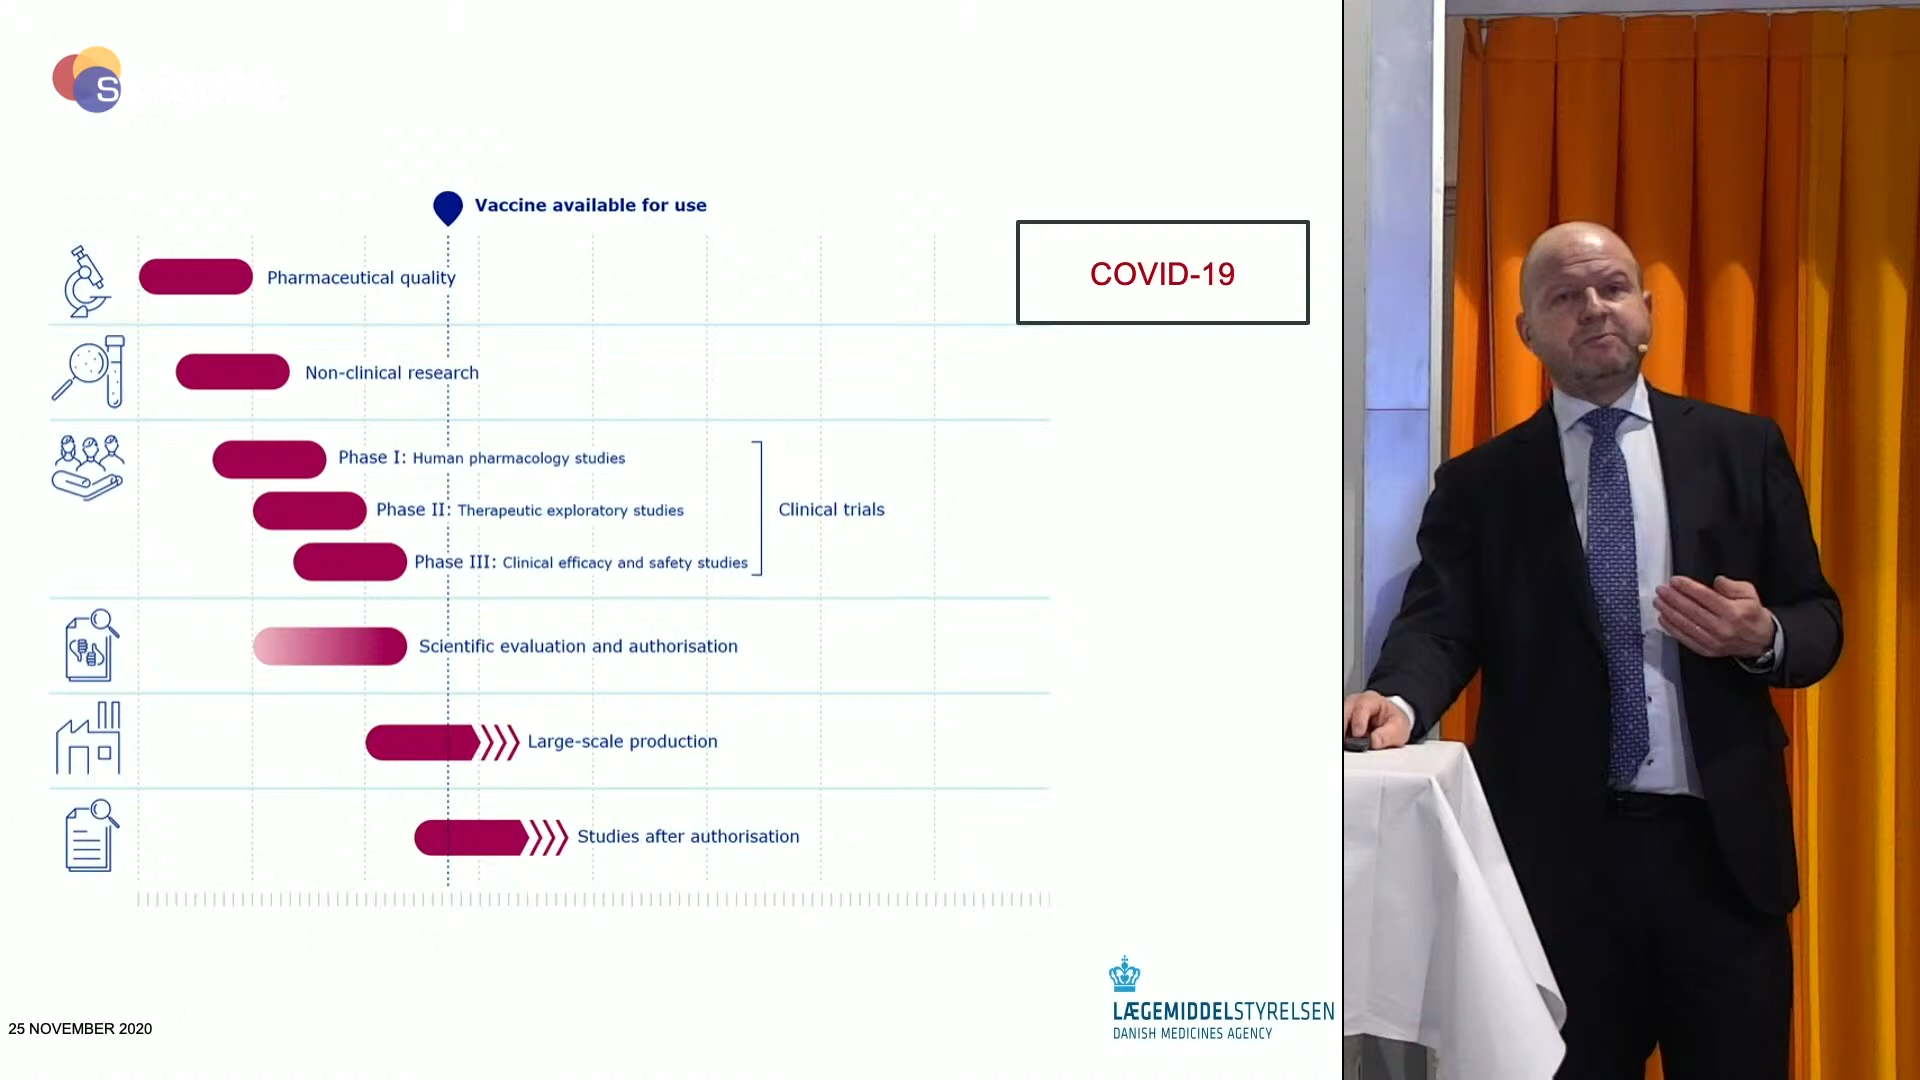 S
Vaccine available for use
COVID-19
Pharmaceutical quality
Non-clinical research
Phase I: Human pharmacology studies
Phase II: Therapeutic exploratory studies
Clinical trials
Phase III: Clinical efficacy and safety studies
Scientific evaluation and authorisation
Large-scale production
Studies after authorisation
LÆGEMIDDELSTYRELSEN
DANISH MEDICINES AGENCY
25 NOVEMBER 2020